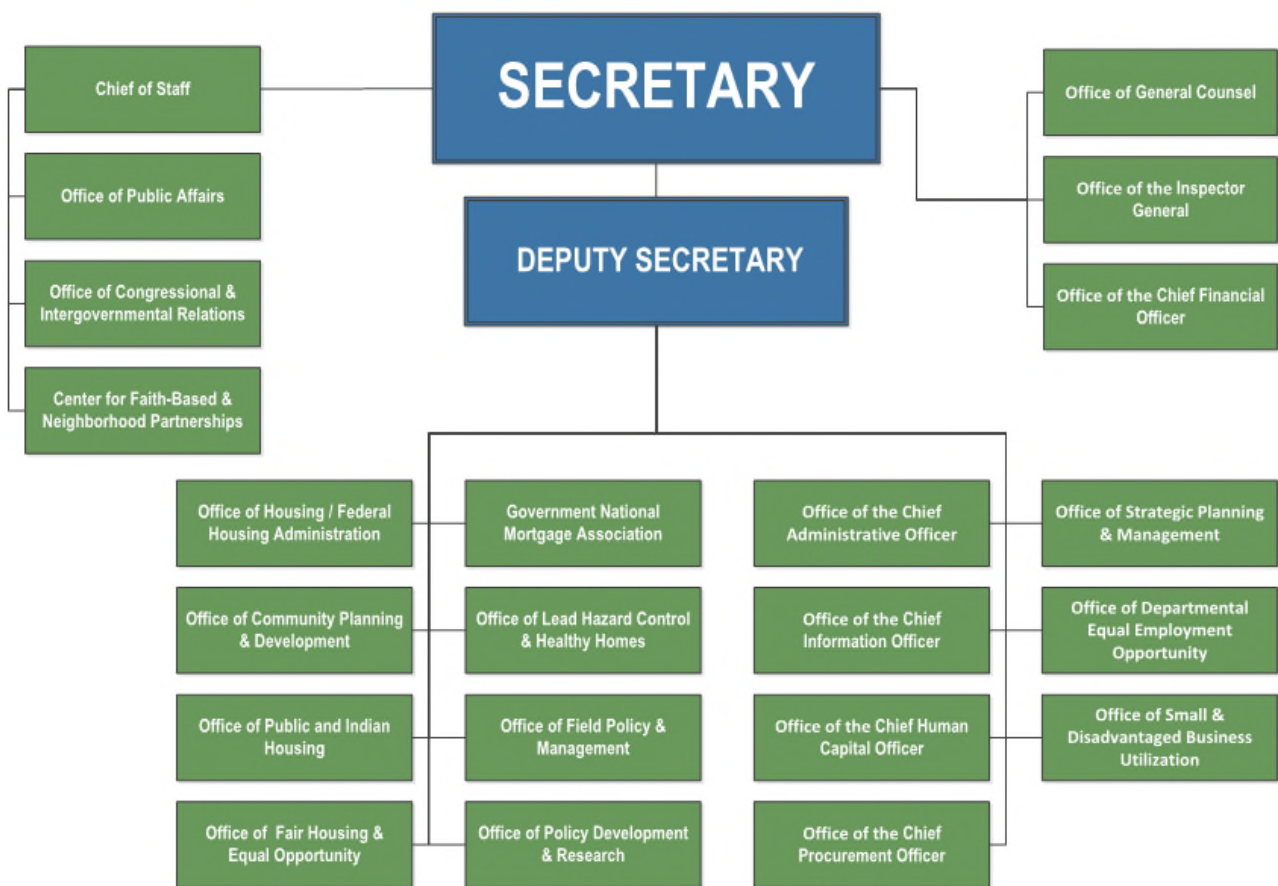 SECRETARY
Chief of Staff
Office of General Counsel
Office of Public Affairs
Office of the Inspector
General
DEPUTY SECRETARY
Office of Congressional &
Intergovernmental Relations
Office of the Chief Financial
Officer
Center for Faith-Based &
Neighborhood Partnerships
Office of Housing / Federal
Housing Administration
Government National
Mortgage Association
Office of the Chief
Administrative Officer
Office of Strategic Planning
& Management
Office of Community Planning
& Development
Office of Lead Hazard Control
& Healthy Homes
Office of the Chief
Information Officer
Office of Departmental
Equal Employment
Opportunity
Office of Public and Indian
Housing
Office of Field Policy &
Management
Office of the Chief Human
Capital Officer
Office of Small &
Disadvantaged Business
Utilization
Office of Fair Housing &
Equal Opportunity
Office of Policy Development
& Research
Office of the Chief
Procurement Officer